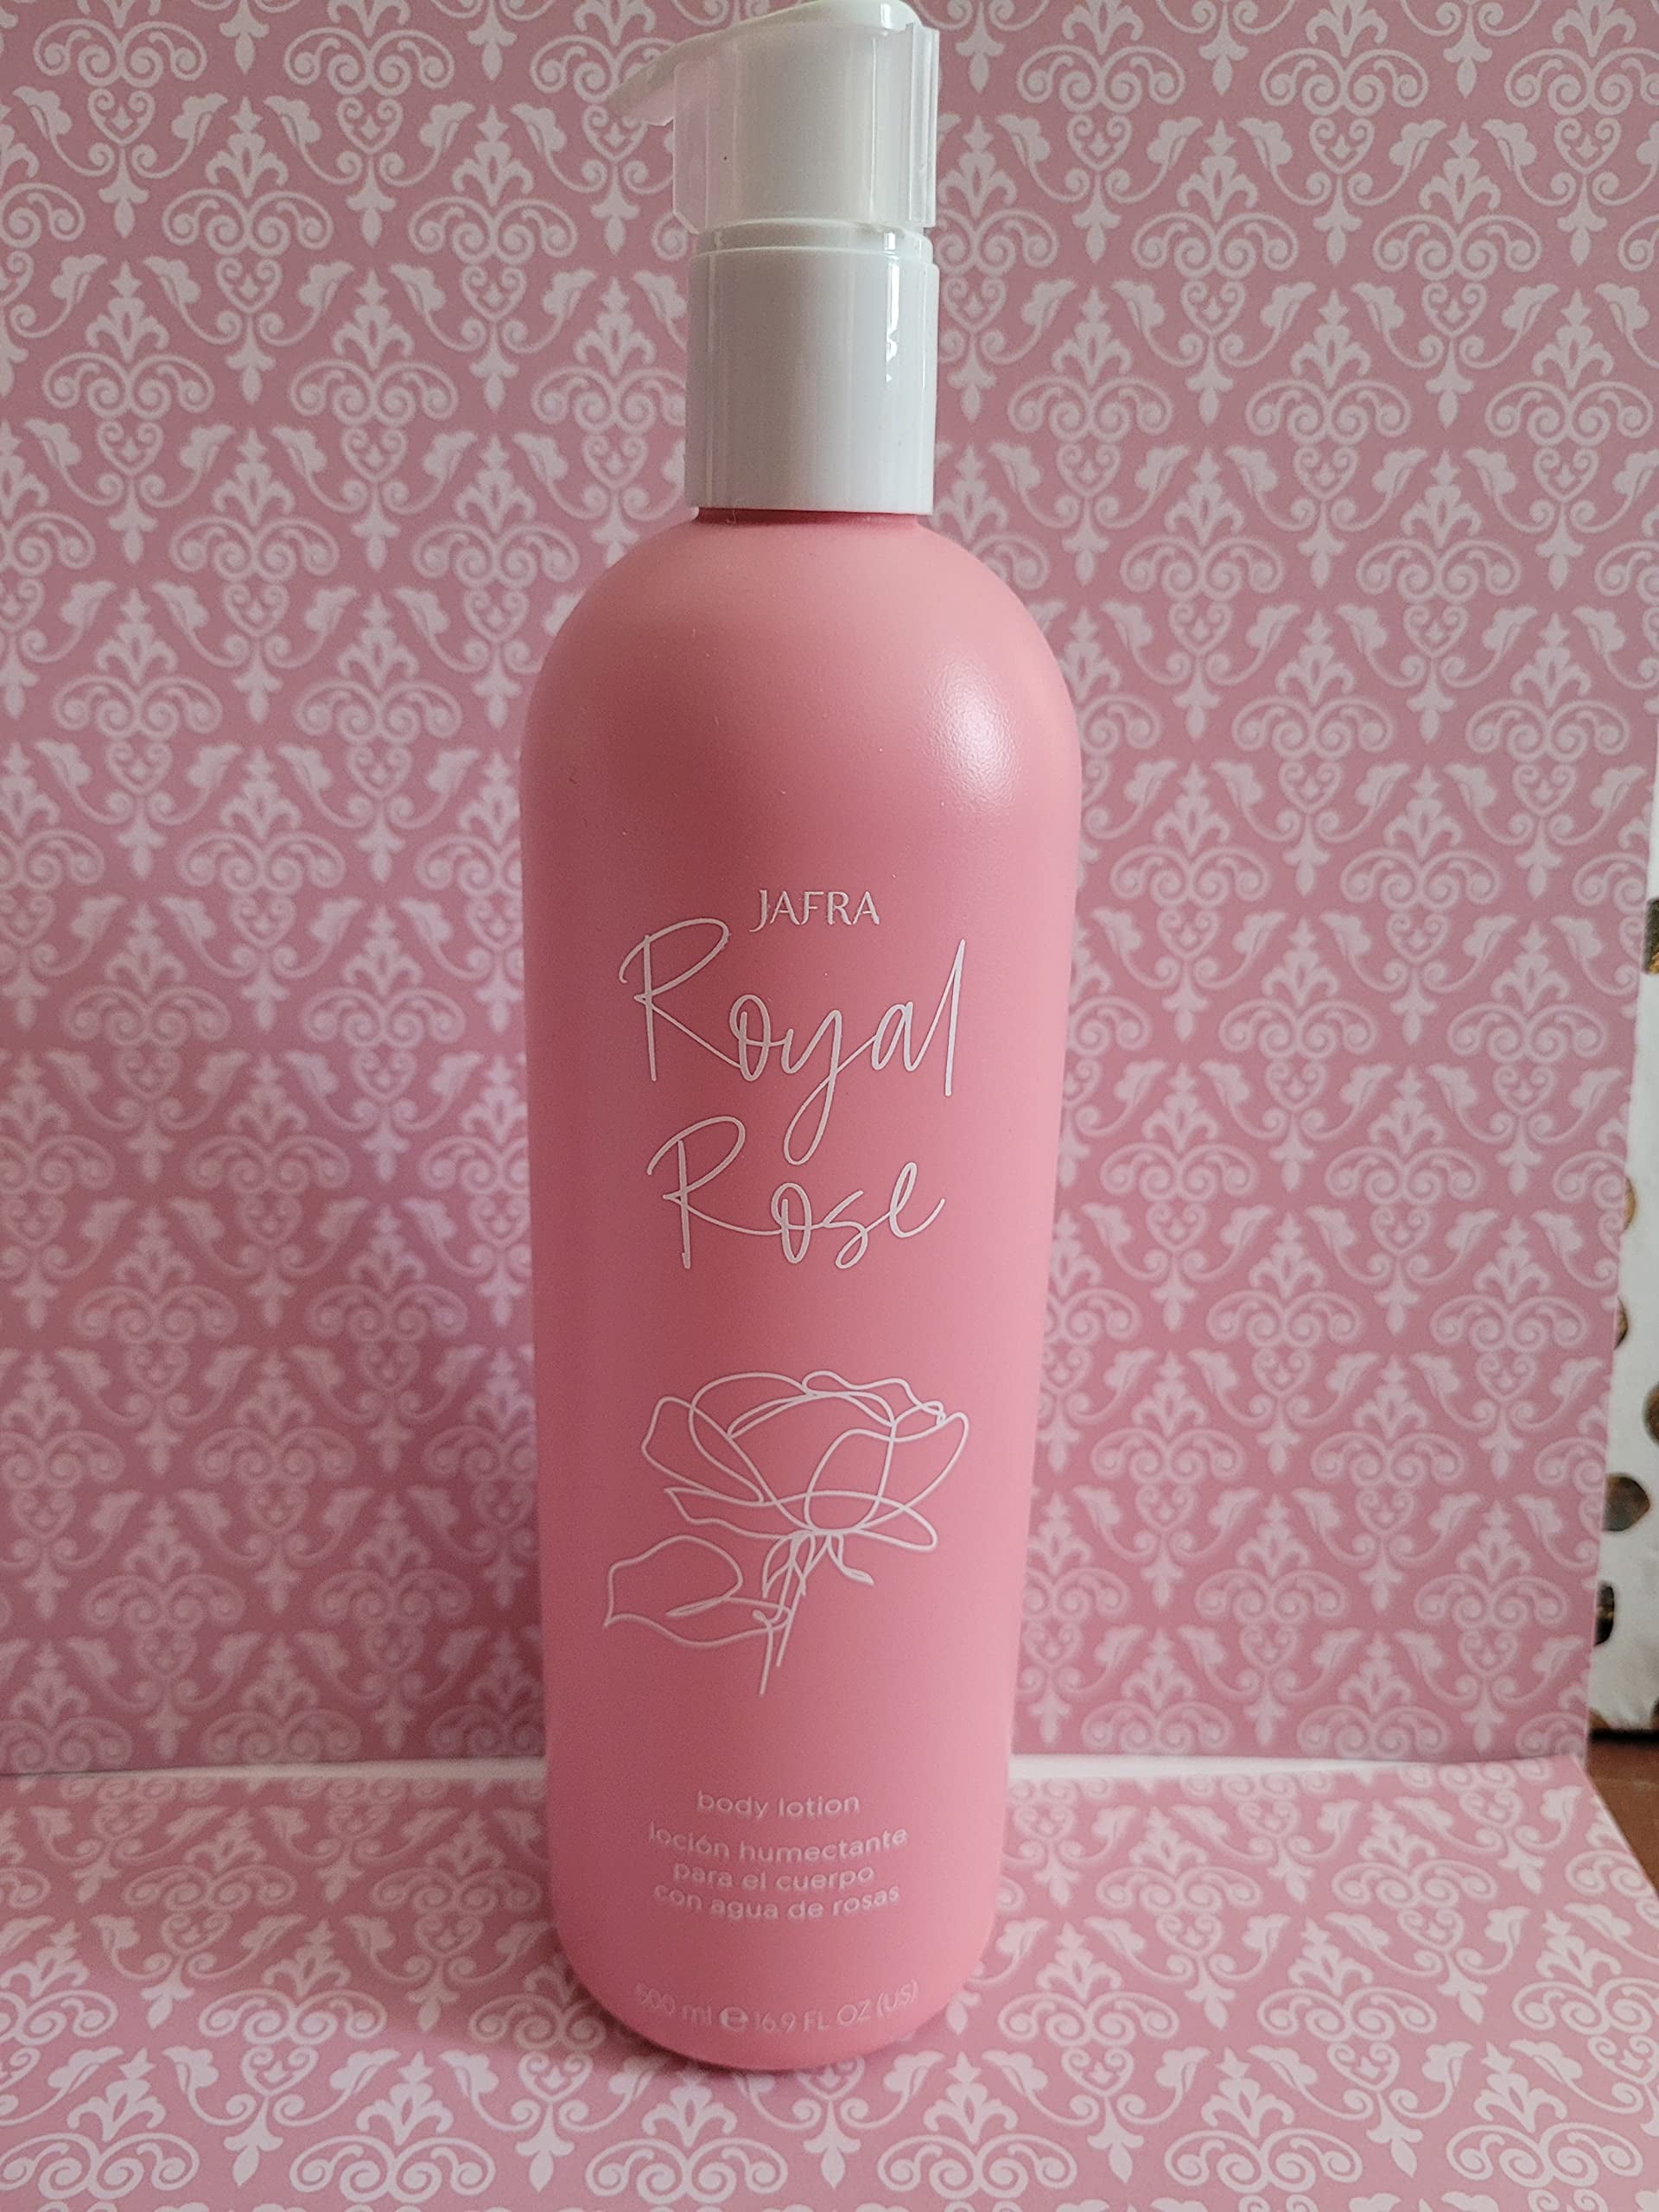 JAFRA
Royal
Rose
body lotion
loción humectante
para el cuerpo
con agua de rosas
500 ml ℮ 16.9 FL OZ (US)